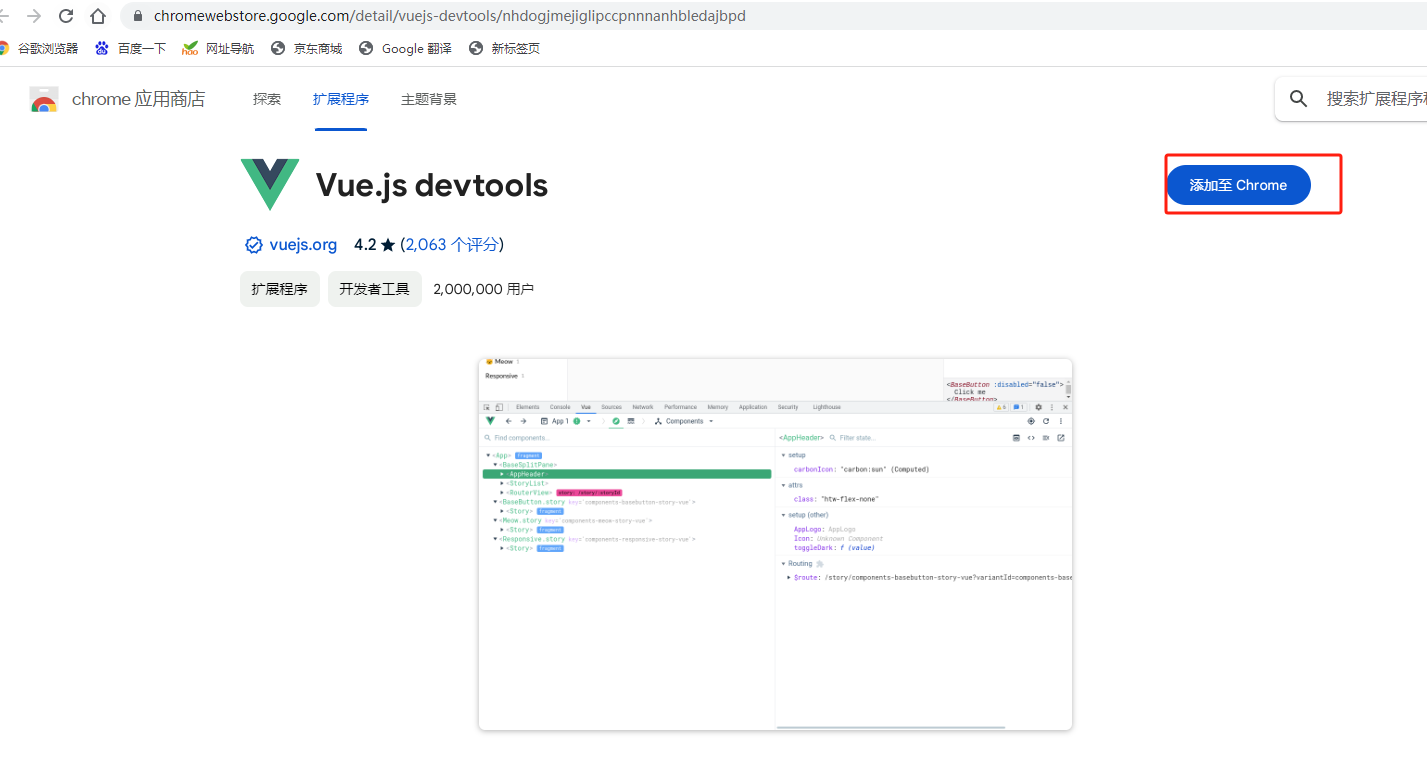 chromewebstore.google.com/detail/vuejs-devtools/nhdogjmejiglipccpnnnanhbledajbpd
谷歌浏览器 百度一下 hao 网址导航 京东商城 Google 翻译 新标签页
chrome 应用商店 探索 扩展程序 主题背景 搜索扩展程序和
Vue.js devtools
添加至 Chrome
vuejs.org 4.2 ★ (2,063 个评分)
扩展程序 开发者工具 2,000,000 用户
Meow 1
Responsive
<BaseButton :disabled="false">
Click me
</BaseButton>
Elements Console Vue Sources Network Performance Memory Application Security Lighthouse
App 1 Components
Find components...
<AppHeader> Filter state...
<App> fragment
<BaseSplitPane>
AppHeader
<StoryList>
<RouterView> story: /story/:storyId
<BaseButton.story key='components-basebutton-story-vue'>
<Story> fragment
<Meow.story key='components-meow-story-vue'>
<Story> fragment
<Responsive.story key='components-responsive-story-vue'>
<Story> fragment
setup
carbonIcon: "carbon:sun" (Computed)
attrs
class: "htw-flex-none"
setup (other)
AppLogo: AppLogo
Icon: Unknown Component
toggleDark: f (value)
Routing
$route: /story/components-basebutton-story-vue?variantId=components-base